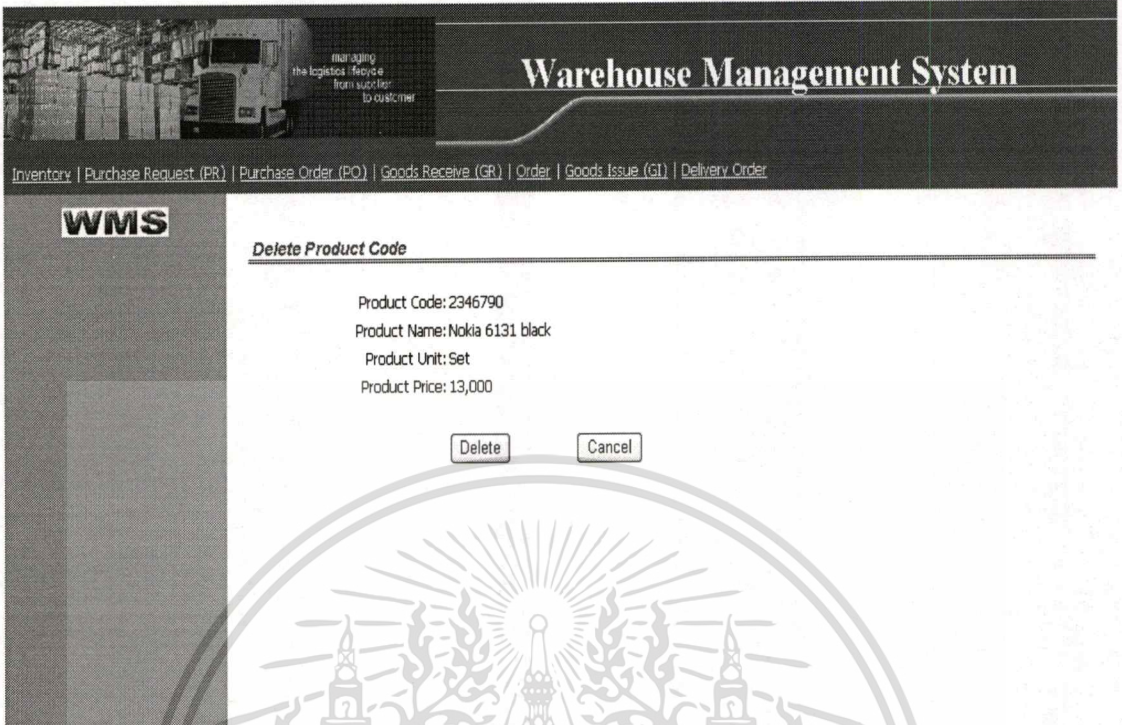 managing
the logistics lifecycle
from supplier
to customer
Warehouse Management System
Inventory | Purchase Request (PR) | Purchase Order (PO) | Goods Receive (GR) | Order | Goods Issue (GI) | Delivery Order
WMS
Delete Product Code
Product Code: 2346790
Product Name: Nokia 6131 black
Product Unit: Set
Product Price: 13,000
Delete Cancel